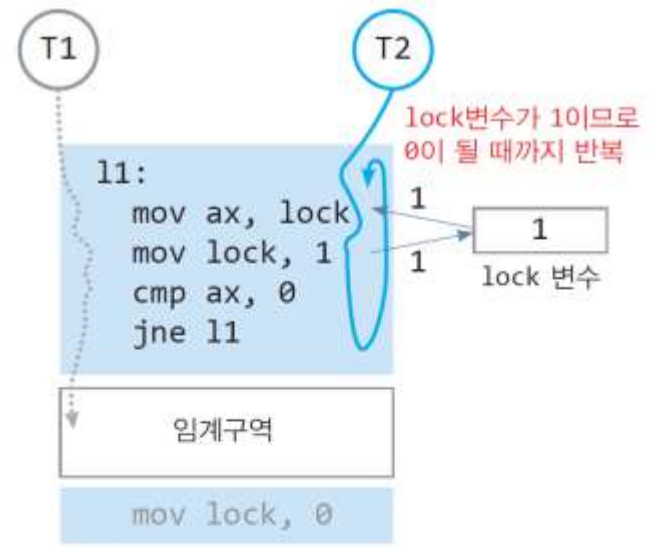 T1
T2
lock변수가 1이므로
0이 될 때까지 반복
l1:
mov ax, lock
mov lock, 1
cmp ax, 0
jne l1
1
1
1
lock 변수
임계구역
mov lock, 0